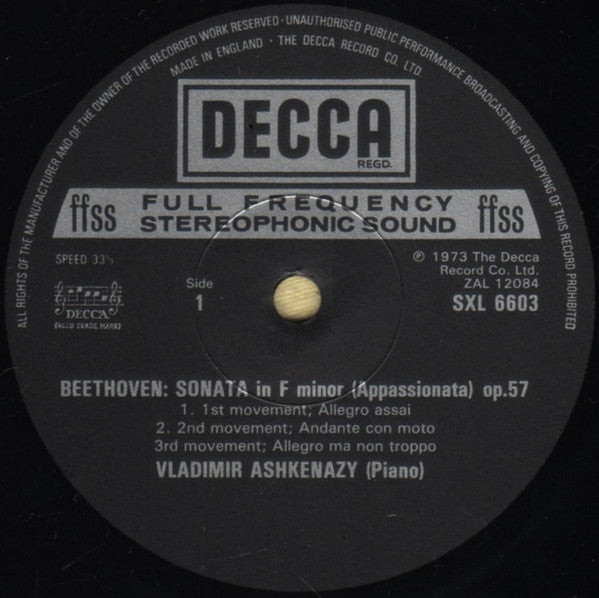 ALL RIGHTS OF THE MANUFACTURER AND OF THE OWNER OF THE RECORDED WORK RESERVED · UNAUTHORISED PUBLIC PERFORMANCE BROADCASTING AND COPYING OF THIS RECORD PROHIBITED
MADE IN ENGLAND · THE DECCA RECORD CO. LTD.
DECCA
REGD.
ffss FULL FREQUENCY STEREOPHONIC SOUND ffss
SPEED 33⅓
DECCA
(REGD TRADE MARK)
Side
1
℗ 1973 The Decca
Record Co. Ltd.
ZAL 12084
SXL 6603
BEETHOVEN: SONATA in F minor (Appassionata) op.57
1. 1st movement; Allegro assai
2. 2nd movement; Andante con moto
3rd movement; Allegro ma non troppo
VLADIMIR ASHKENAZY (Piano)